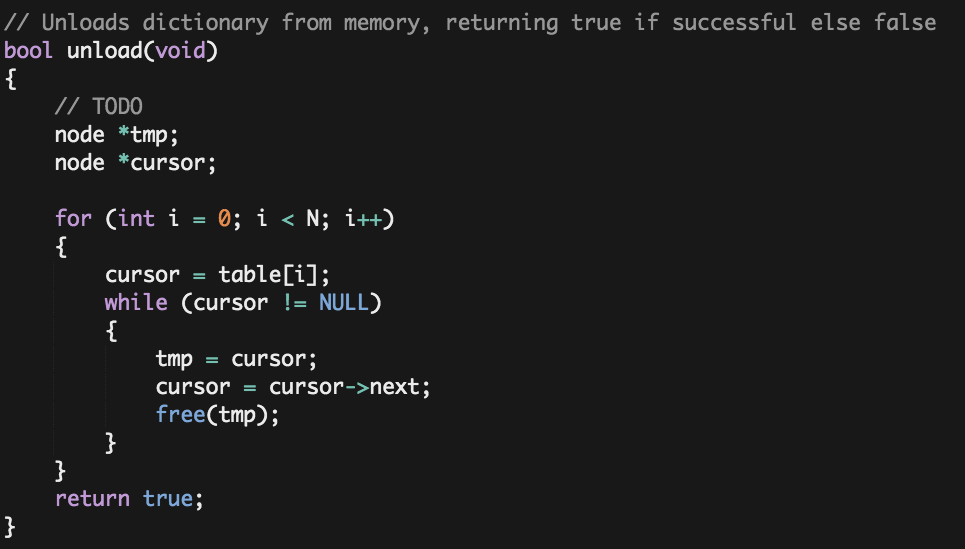 // Unloads dictionary from memory, returning true if successful else false
bool unload(void)
{
    // TODO
    node *tmp;
    node *cursor;

    for (int i = 0; i < N; i++)
    {
        cursor = table[i];
        while (cursor != NULL)
        {
            tmp = cursor;
            cursor = cursor->next;
            free(tmp);
        }
    }
    return true;
}